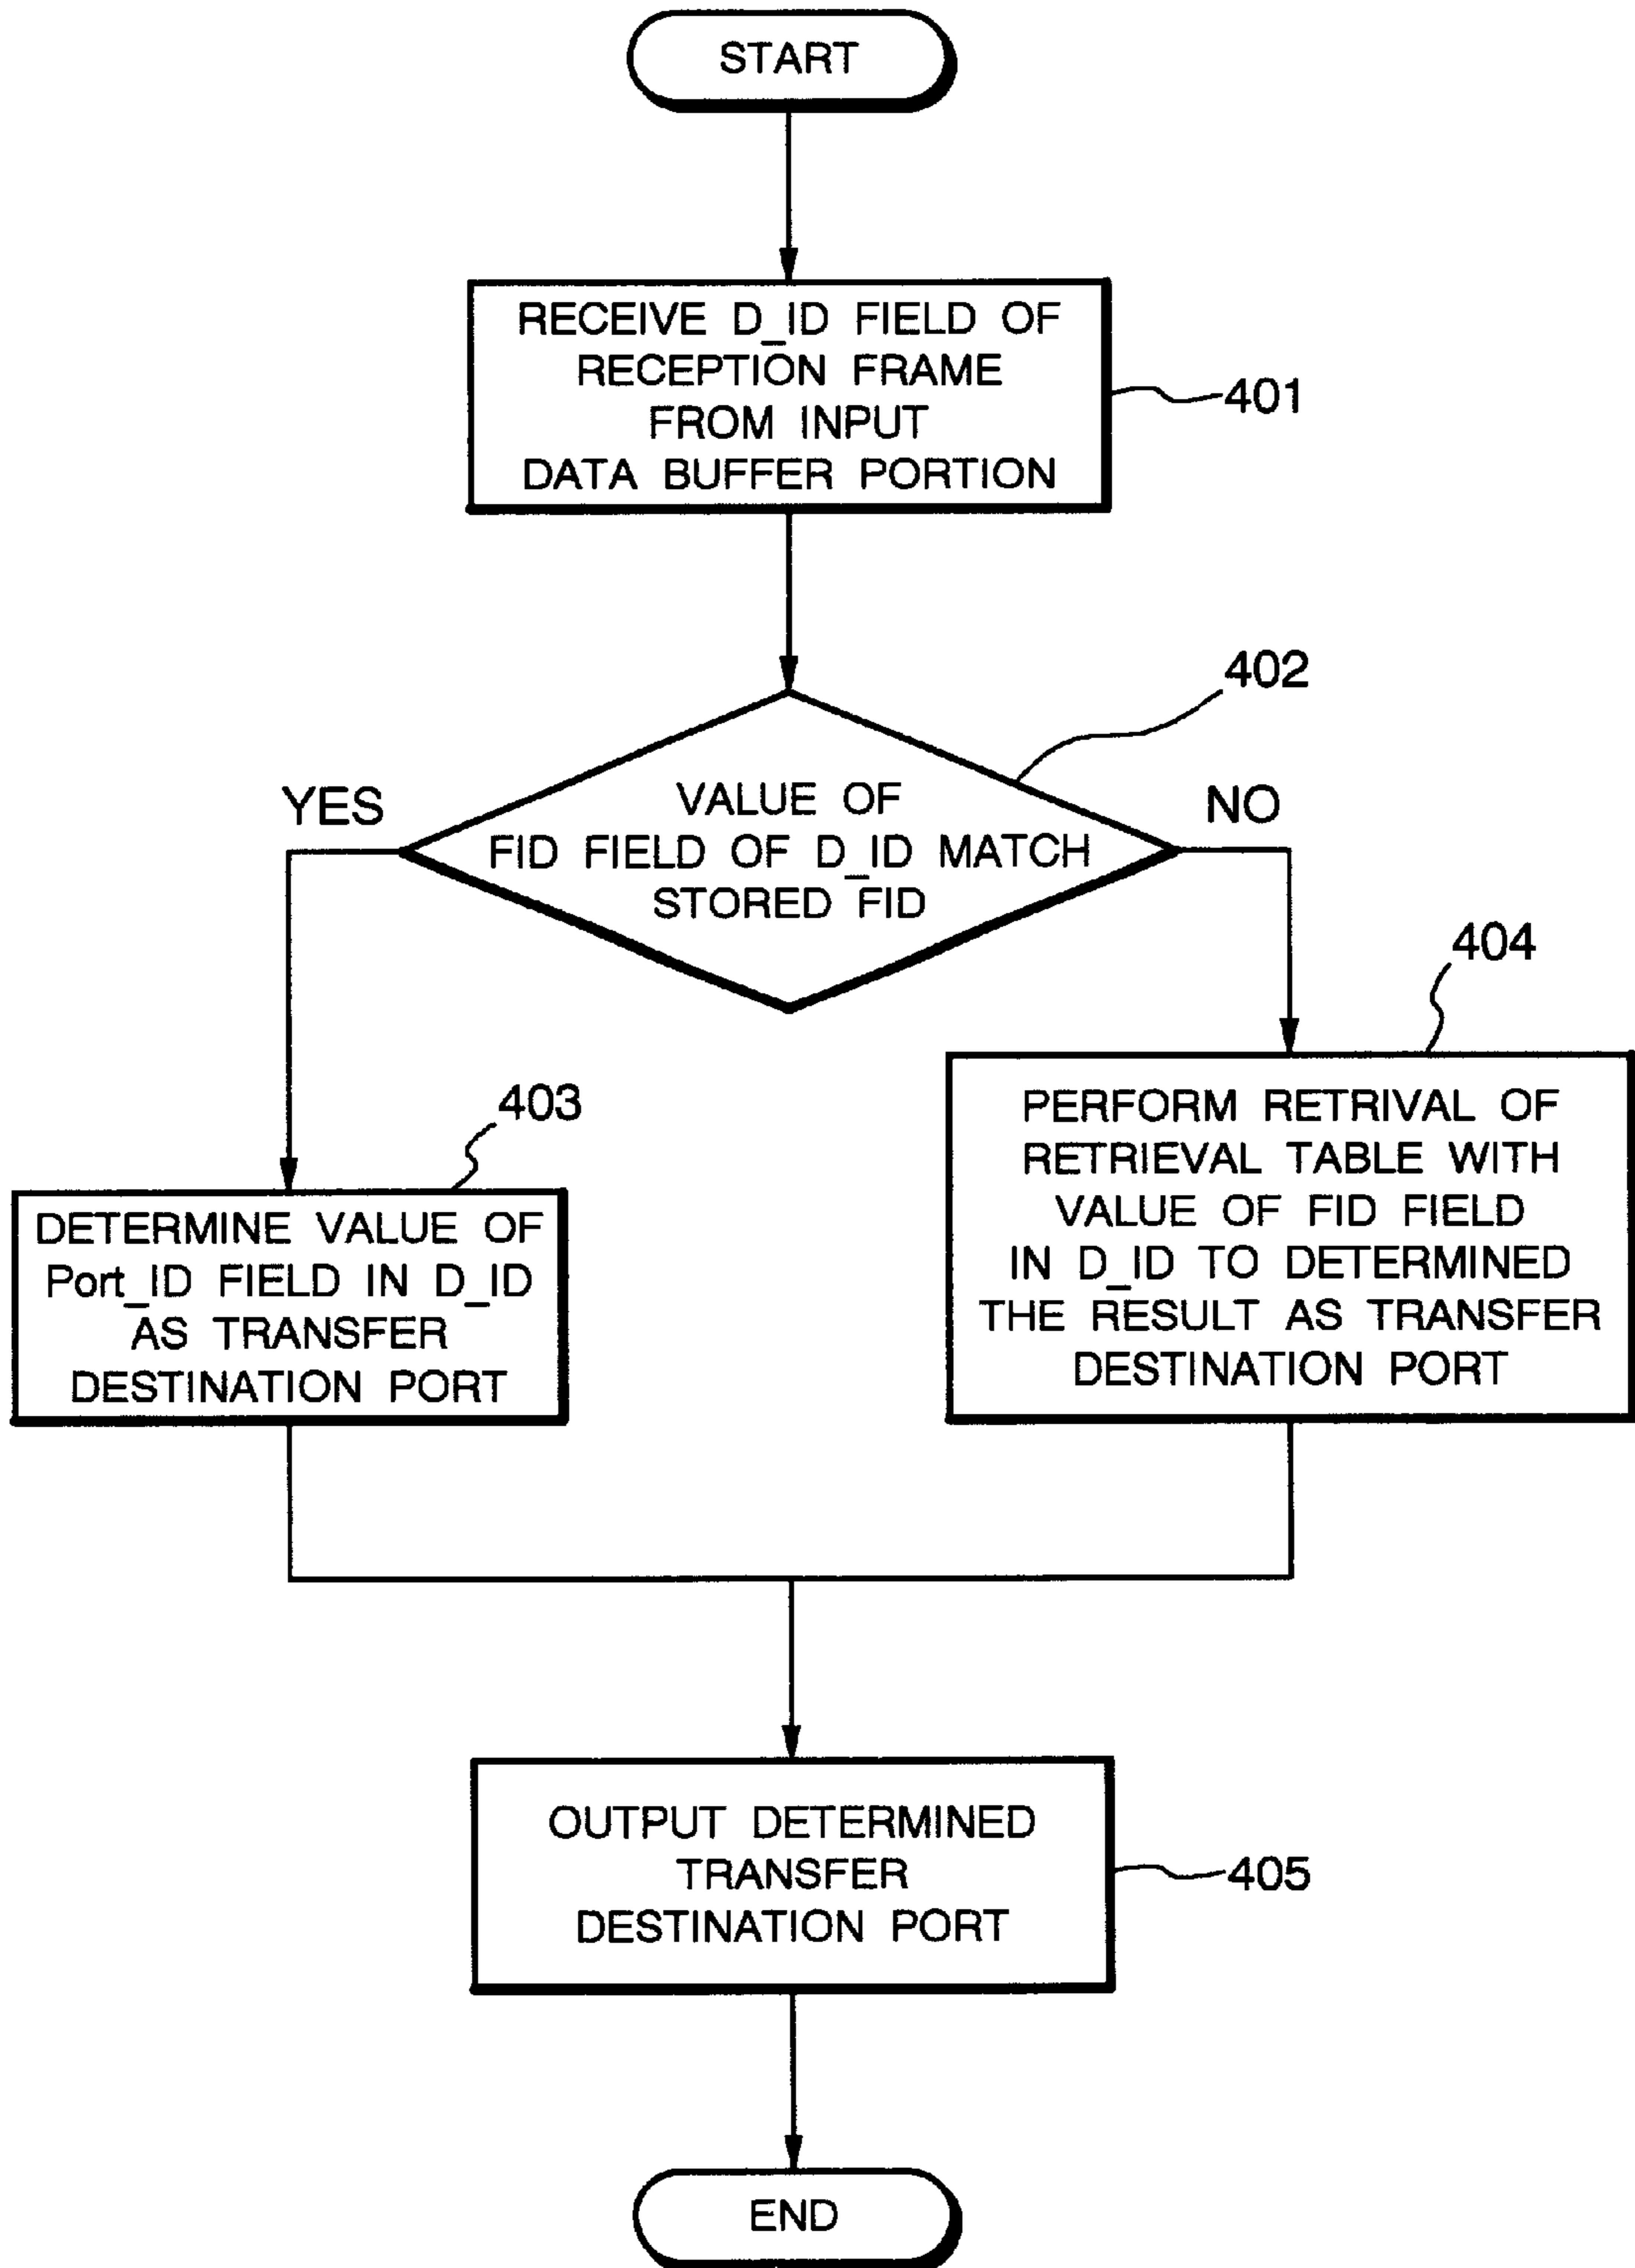 START
RECEIVE D_ID FIELD OF
RECEPTION FRAME
FROM INPUT
DATA BUFFER PORTION
401
402
YES
NO
VALUE OF
FID FIELD OF D_ID MATCH
STORED FID
404
403
PERFORM RETRIVAL OF
RETRIEVAL TABLE WITH
VALUE OF FID FIELD
IN D_ID TO DETERMINED
THE RESULT AS TRANSFER
DESTINATION PORT
DETERMINE VALUE OF
Port_ID FIELD IN D_ID
AS TRANSFER
DESTINATION PORT
OUTPUT DETERMINED
TRANSFER
DESTINATION PORT
405
END